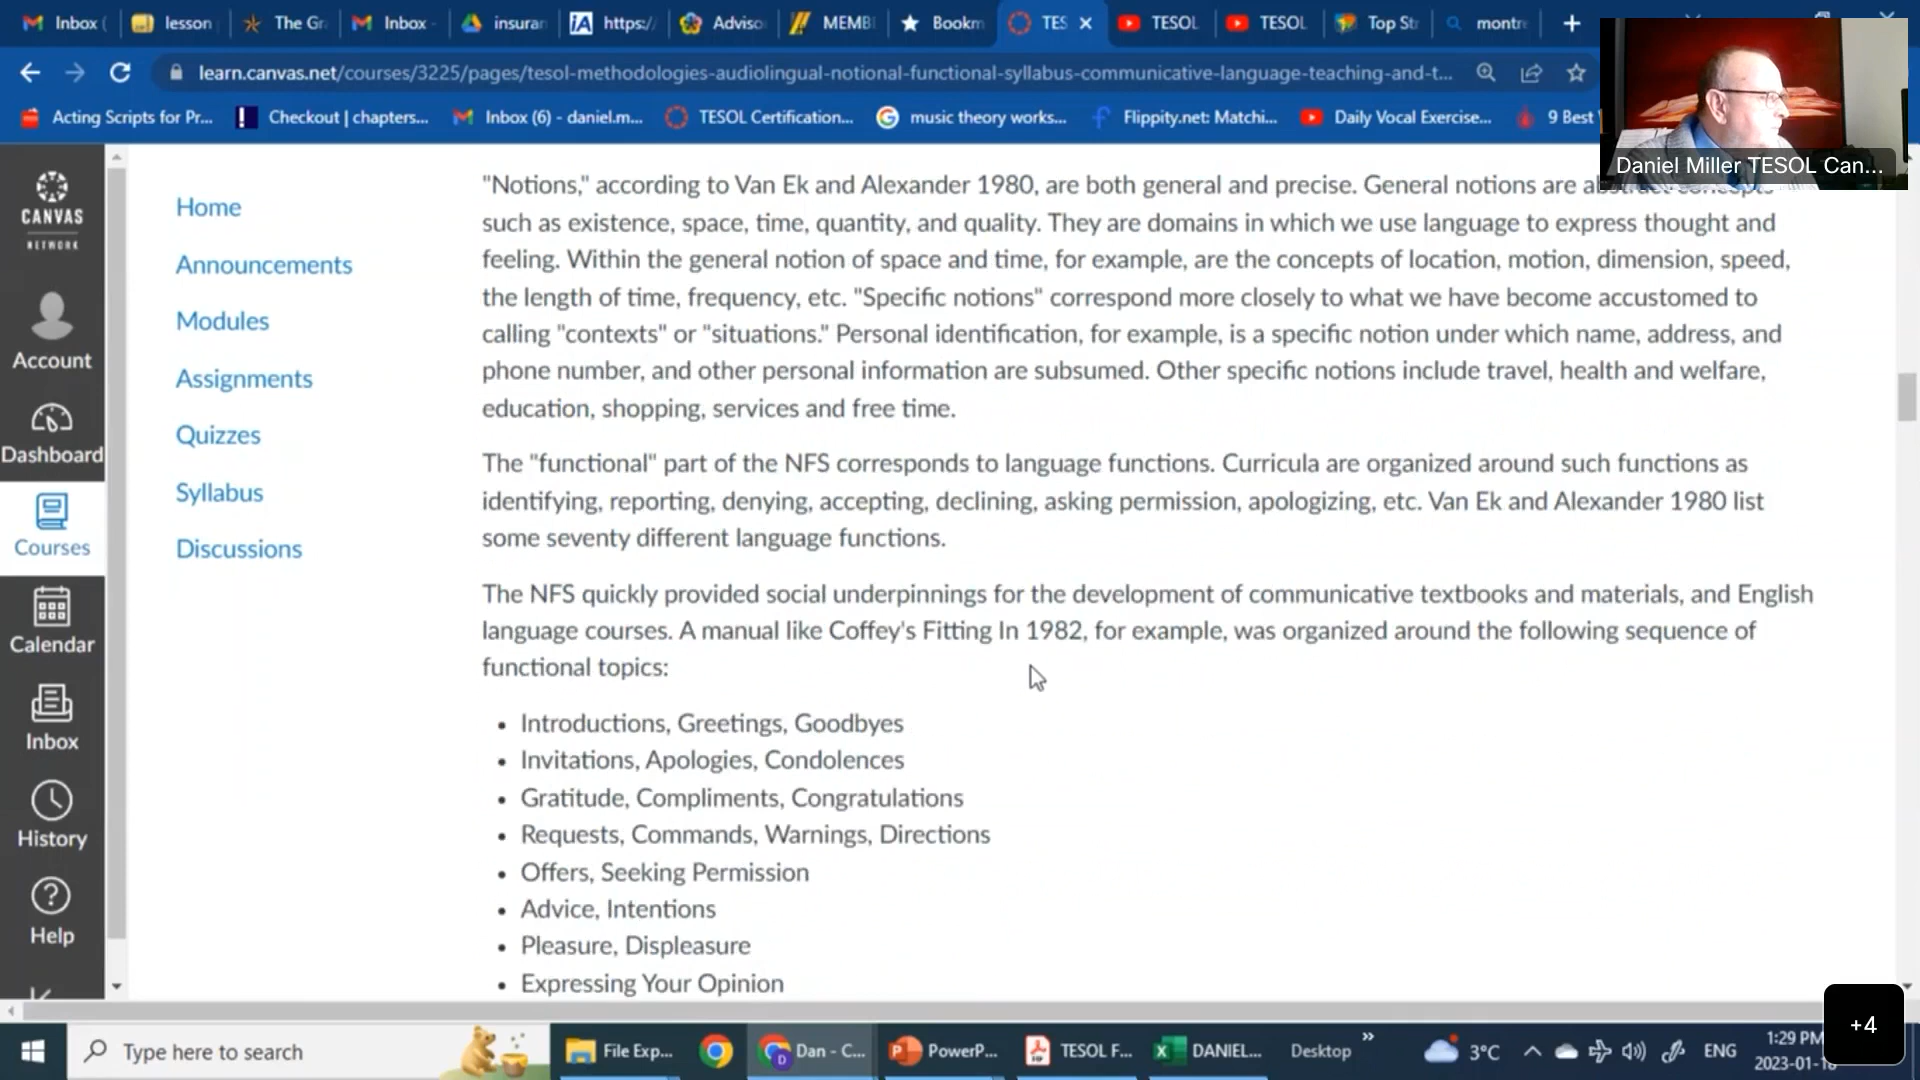 Inbox (
lesson
The Gr
Inbox -
insuran
iA
https:/
Adviso
MEMB
Bookm
TES
TESOL
TESOL
Top St
montr
learn.canvas.net/courses/3225/pages/tesol-methodologies-audiolingual-notional-functional-syllabus-communicative-language-teaching-and-t...
Acting Scripts for Pr...
Checkout | chapters...
Inbox (6) - daniel.m...
TESOL Certification...
music theory works...
Flippity.net: Matchi...
Daily Vocal Exercise...
9 Best
Daniel Miller TESOL Can...
CANVAS
NETWORK
Account
Dashboard
Courses
Calendar
Inbox
History
Help
Home
Announcements
Modules
Assignments
Quizzes
Syllabus
Discussions
"Notions," according to Van Ek and Alexander 1980, are both general and precise. General notions are abstract concepts
such as existence, space, time, quantity, and quality. They are domains in which we use language to express thought and
feeling. Within the general notion of space and time, for example, are the concepts of location, motion, dimension, speed,
the length of time, frequency, etc. "Specific notions" correspond more closely to what we have become accustomed to
calling "contexts" or "situations." Personal identification, for example, is a specific notion under which name, address, and
phone number, and other personal information are subsumed. Other specific notions include travel, health and welfare,
education, shopping, services and free time.
The "functional" part of the NFS corresponds to language functions. Curricula are organized around such functions as
identifying, reporting, denying, accepting, declining, asking permission, apologizing, etc. Van Ek and Alexander 1980 list
some seventy different language functions.
The NFS quickly provided social underpinnings for the development of communicative textbooks and materials, and English
language courses. A manual like Coffey's Fitting In 1982, for example, was organized around the following sequence of
functional topics:
• Introductions, Greetings, Goodbyes
• Invitations, Apologies, Condolences
• Gratitude, Compliments, Congratulations
• Requests, Commands, Warnings, Directions
• Offers, Seeking Permission
• Advice, Intentions
• Pleasure, Displeasure
• Expressing Your Opinion
+4
Type here to search
File Exp...
Dan - C...
PowerP...
TESOL F...
DANIEL...
Desktop
3°C
ENG
1:29 PM
2023-01-1